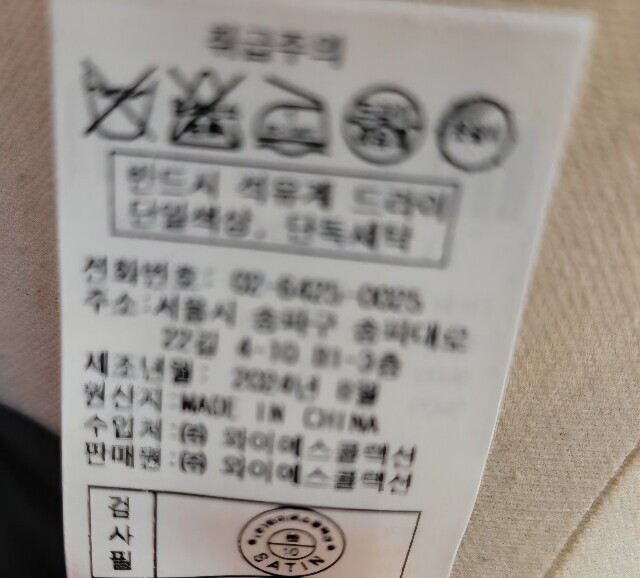 취급주의
반드시 석유계 드라이
단일색상, 단독세탁
전화번호: 02-6425-0025
주소:서울시 송파구 송파대로
22길 4-10 B1-3층
제조년월: 2024년 8월
원산지:MADE IN CHINA
수입처:㈜ 와이에스콜렉션
판매원:㈜ 와이에스콜렉션
검사필
SATIN